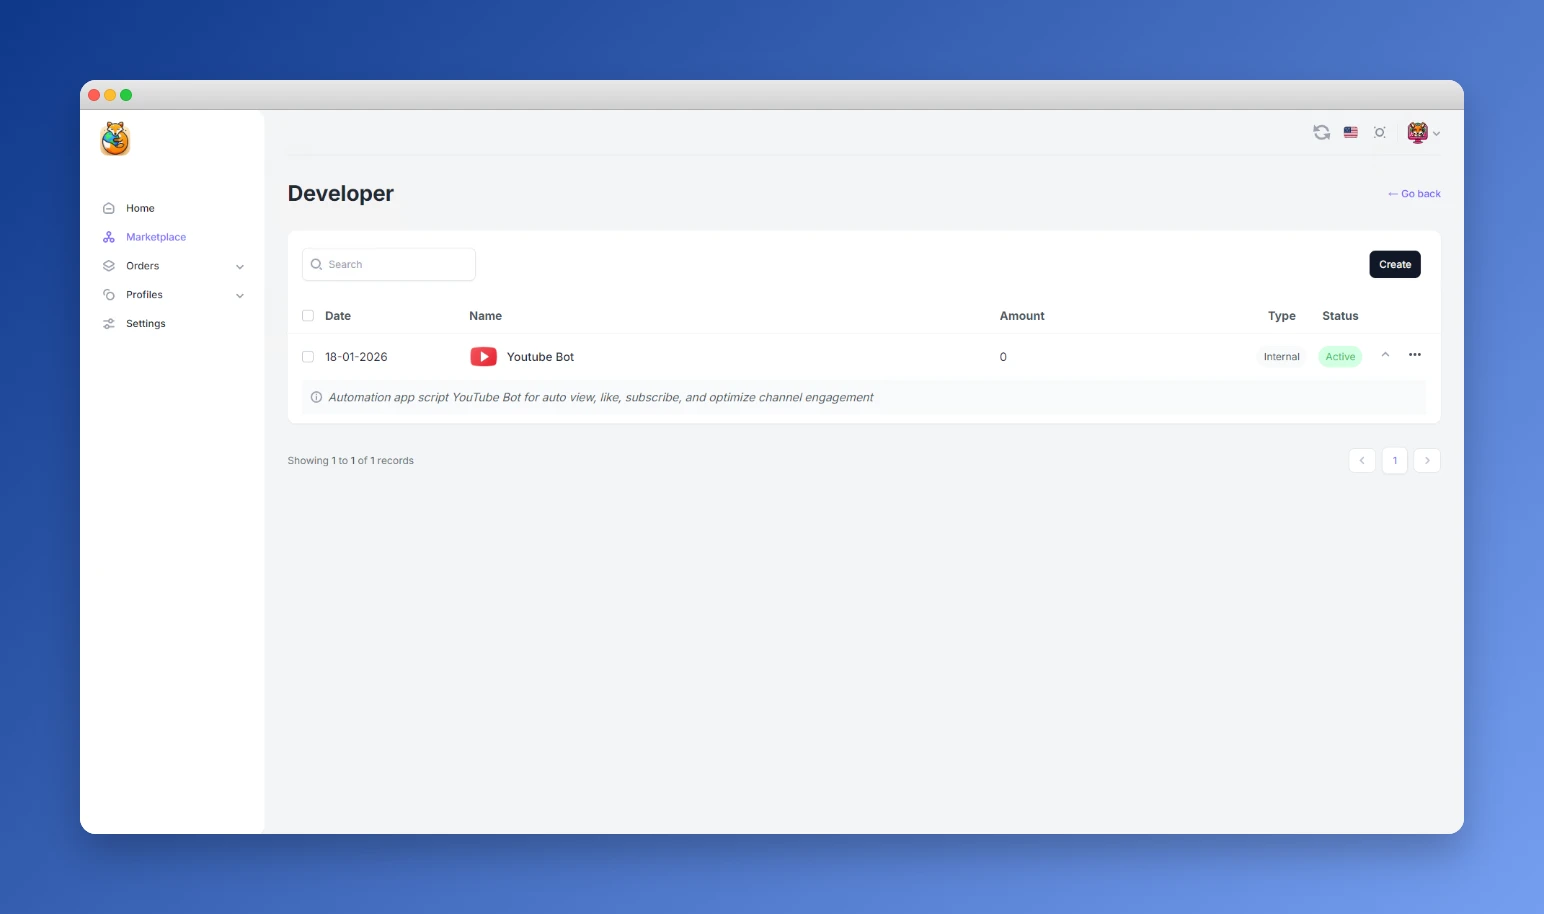 Home
Marketplace
Orders
Profiles
Settings
Developer
← Go back
Search
Create
Date Name Amount Type Status
18-01-2026 Youtube Bot 0 Internal Active
Automation app script YouTube Bot for auto view, like, subscribe, and optimize channel engagement
Showing 1 to 1 of 1 records
1